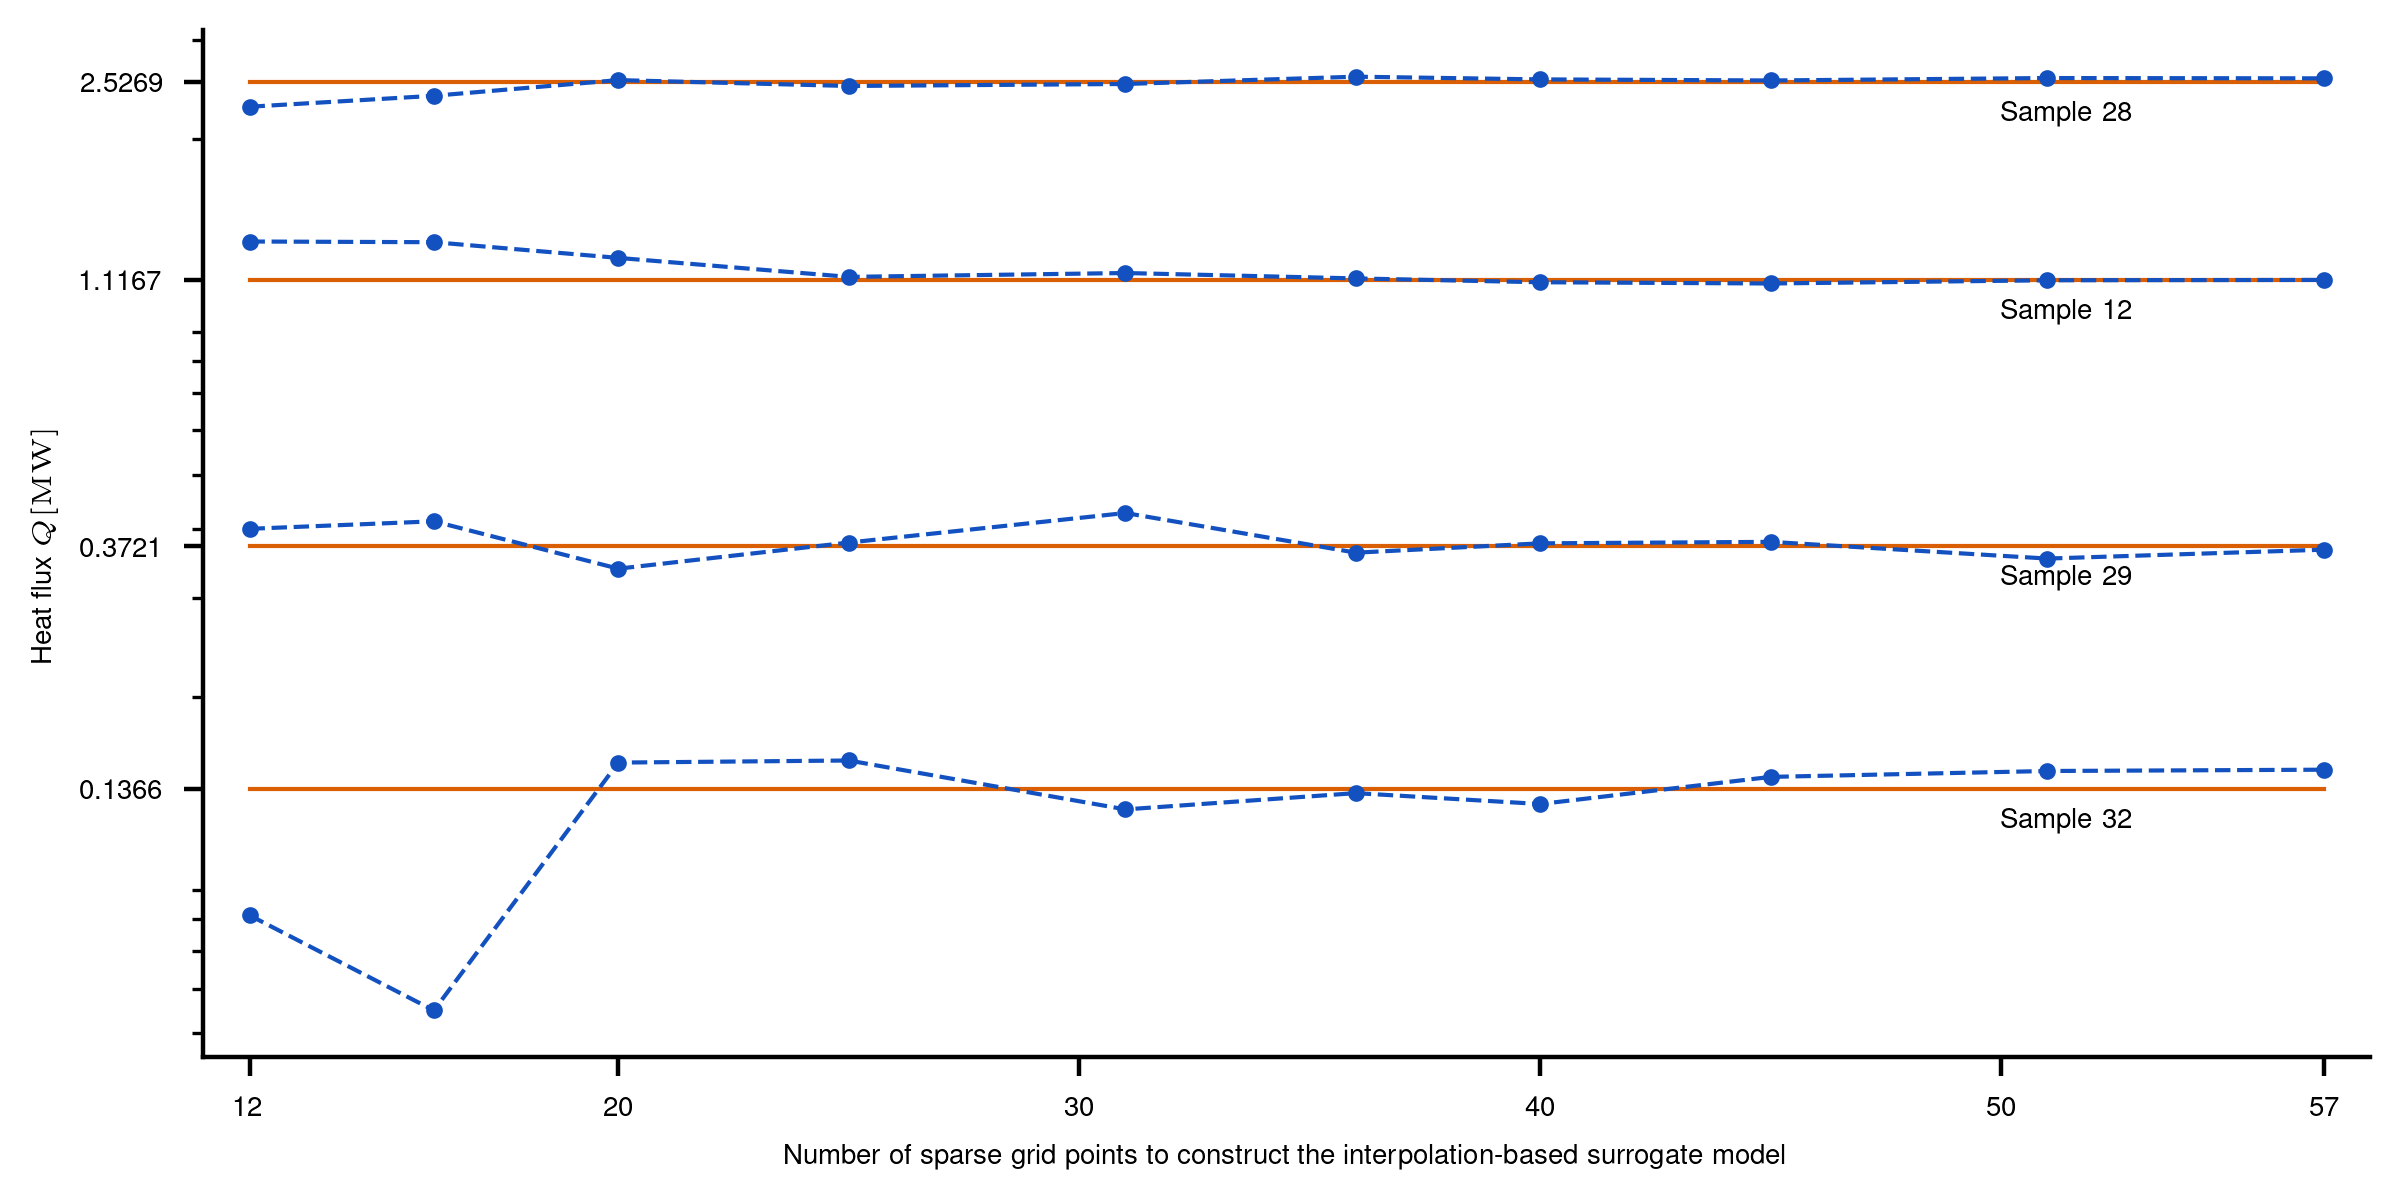 2.5269
Sample 28
1.1167
Sample 12
Heat flux Q [MW]
0.3721
Sample 29
0.1366
Sample 32
12 20 30 40 50 57
Number of sparse grid points to construct the interpolation-based surrogate model